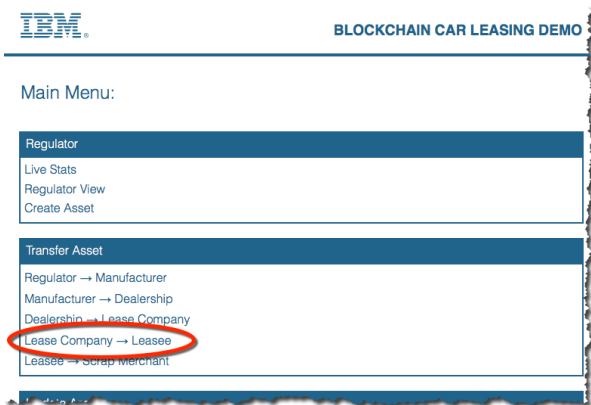 IBM®
BLOCKCHAIN CAR LEASING DEMO
Main Menu:
Regulator
Live Stats
Regulator View
Create Asset
Transfer Asset
Regulator → Manufacturer
Manufacturer → Dealership
Dealership → Lease Company
Lease Company → Leasee
Leasee → Scrap Merchant